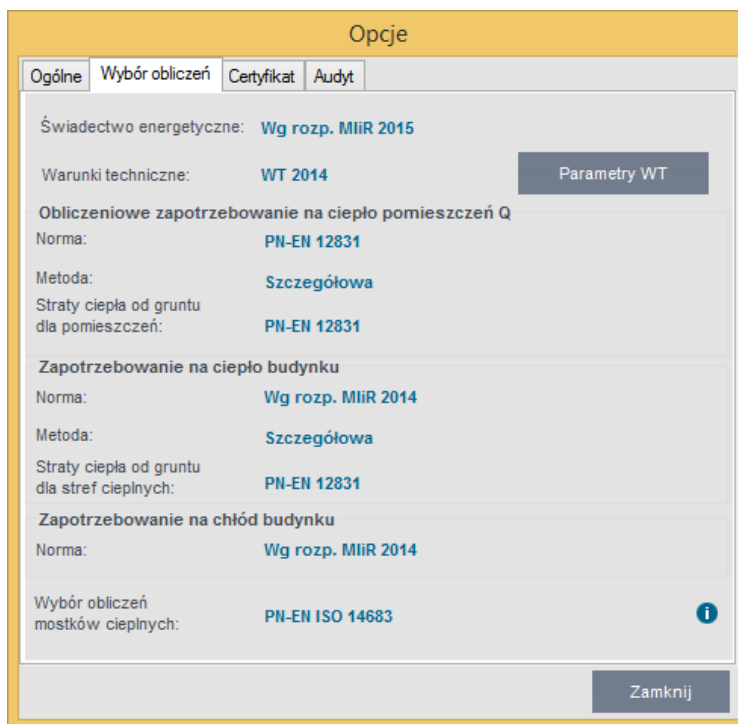 Opcje
Ogólne Wybór obliczeń Certyfikat Audyt
Świadectwo energetyczne: Wg rozp. MIiR 2015
Warunki techniczne: WT 2014 Parametry WT
Obliczeniowe zapotrzebowanie na ciepło pomieszczeń Q
Norma: PN-EN 12831
Metoda: Szczegółowa
Straty ciepła od gruntu
dla pomieszczeń: PN-EN 12831
Zapotrzebowanie na ciepło budynku
Norma: Wg rozp. MIiR 2014
Metoda: Szczegółowa
Straty ciepła od gruntu
dla stref cieplnych: PN-EN 12831
Zapotrzebowanie na chłód budynku
Norma: Wg rozp. MIiR 2014
Wybór obliczeń
mostków cieplnych: PN-EN ISO 14683 i
Zamknij